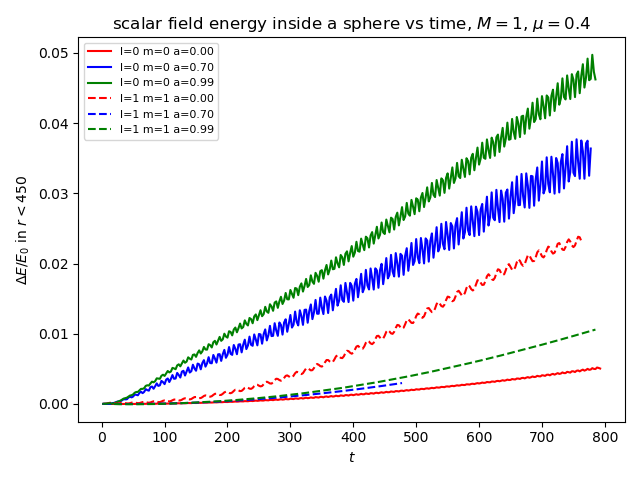 scalar field energy inside a sphere vs time, M = 1, μ = 0.4
l=0 m=0 a=0.00
l=0 m=0 a=0.70
l=0 m=0 a=0.99
l=1 m=1 a=0.00
l=1 m=1 a=0.70
l=1 m=1 a=0.99
ΔE/E₀ in r < 450
0.05
0.04
0.03
0.02
0.01
0.00
0 100 200 300 400 500 600 700 800
t